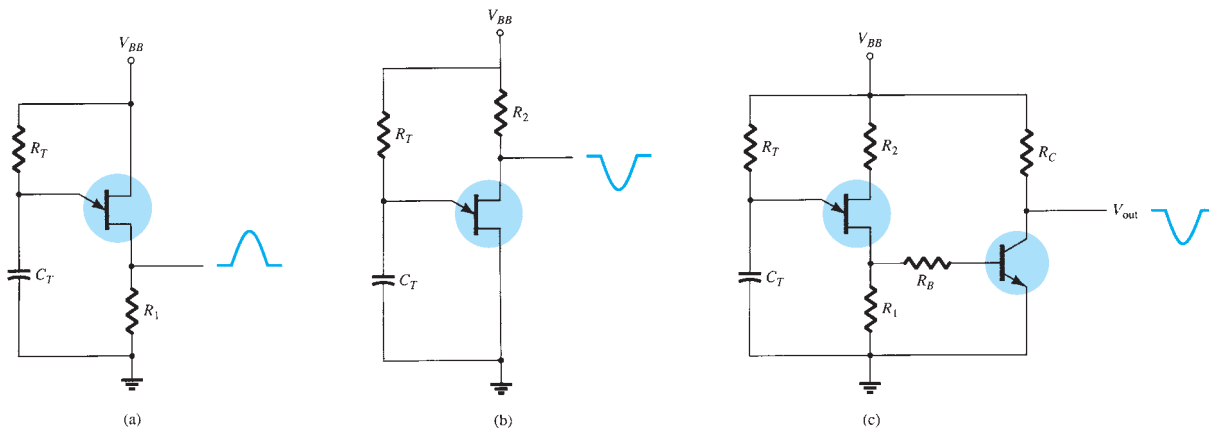 V_BB
R_T
C_T
R_1
(a)
V_BB
R_2
R_T
C_T
(b)
V_BB
R_T
R_2
R_C
V_out
C_T
R_B
R_1
(c)